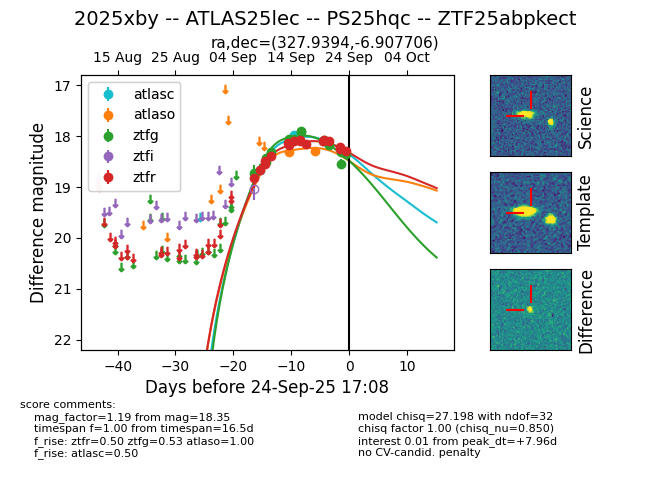 2025xby -- ATLAS25lec -- PS25hqc -- ZTF25abpkect
ra,dec=(327.9394,-6.907706)
15 Aug 25 Aug 04 Sep 14 Sep 24 Sep 04 Oct
17
18
19
20
21
22
Difference magnitude
atlasc
atlaso
ztfg
ztfi
ztfr
−40 −30 −20 −10 0 10
Days before 24-Sep-25 17:08
Science
Template
Difference
score comments:
mag_factor=1.19 from mag=18.35
timespan f=1.00 from timespan=16.5d
f_rise: ztfr=0.50 ztfg=0.53 atlaso=1.00
f_rise: atlasc=0.50
model chisq=27.198 with ndof=32
chisq factor 1.00 (chisq_nu=0.850)
interest 0.01 from peak_dt=+7.96d
no CV-candid. penalty